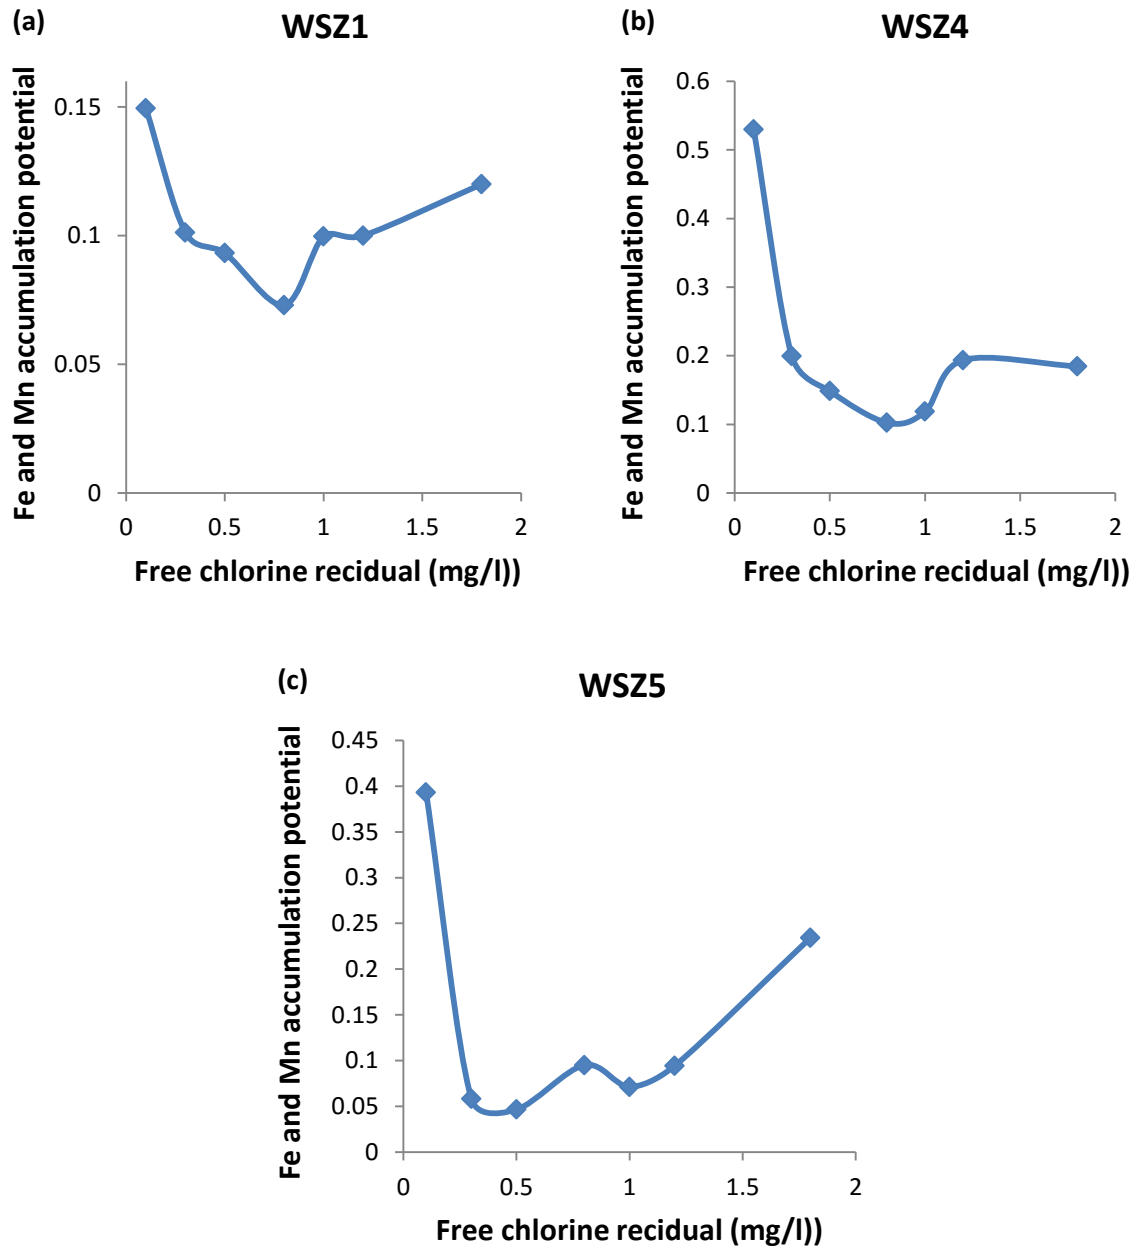 (a)
WSZ1
Fe and Mn accumulation potential
0.15
0.1
0.05
0
0 0.5 1 1.5 2
Free chlorine recidual (mg/l))
(b)
WSZ4
Fe and Mn accumulation potential
0.6
0.5
0.4
0.3
0.2
0.1
0
0 0.5 1 1.5 2
Free chlorine recidual (mg/l))
(c)
WSZ5
Fe and Mn accumulation potential
0.45
0.4
0.35
0.3
0.25
0.2
0.15
0.1
0.05
0
0 0.5 1 1.5 2
Free chlorine recidual (mg/l))